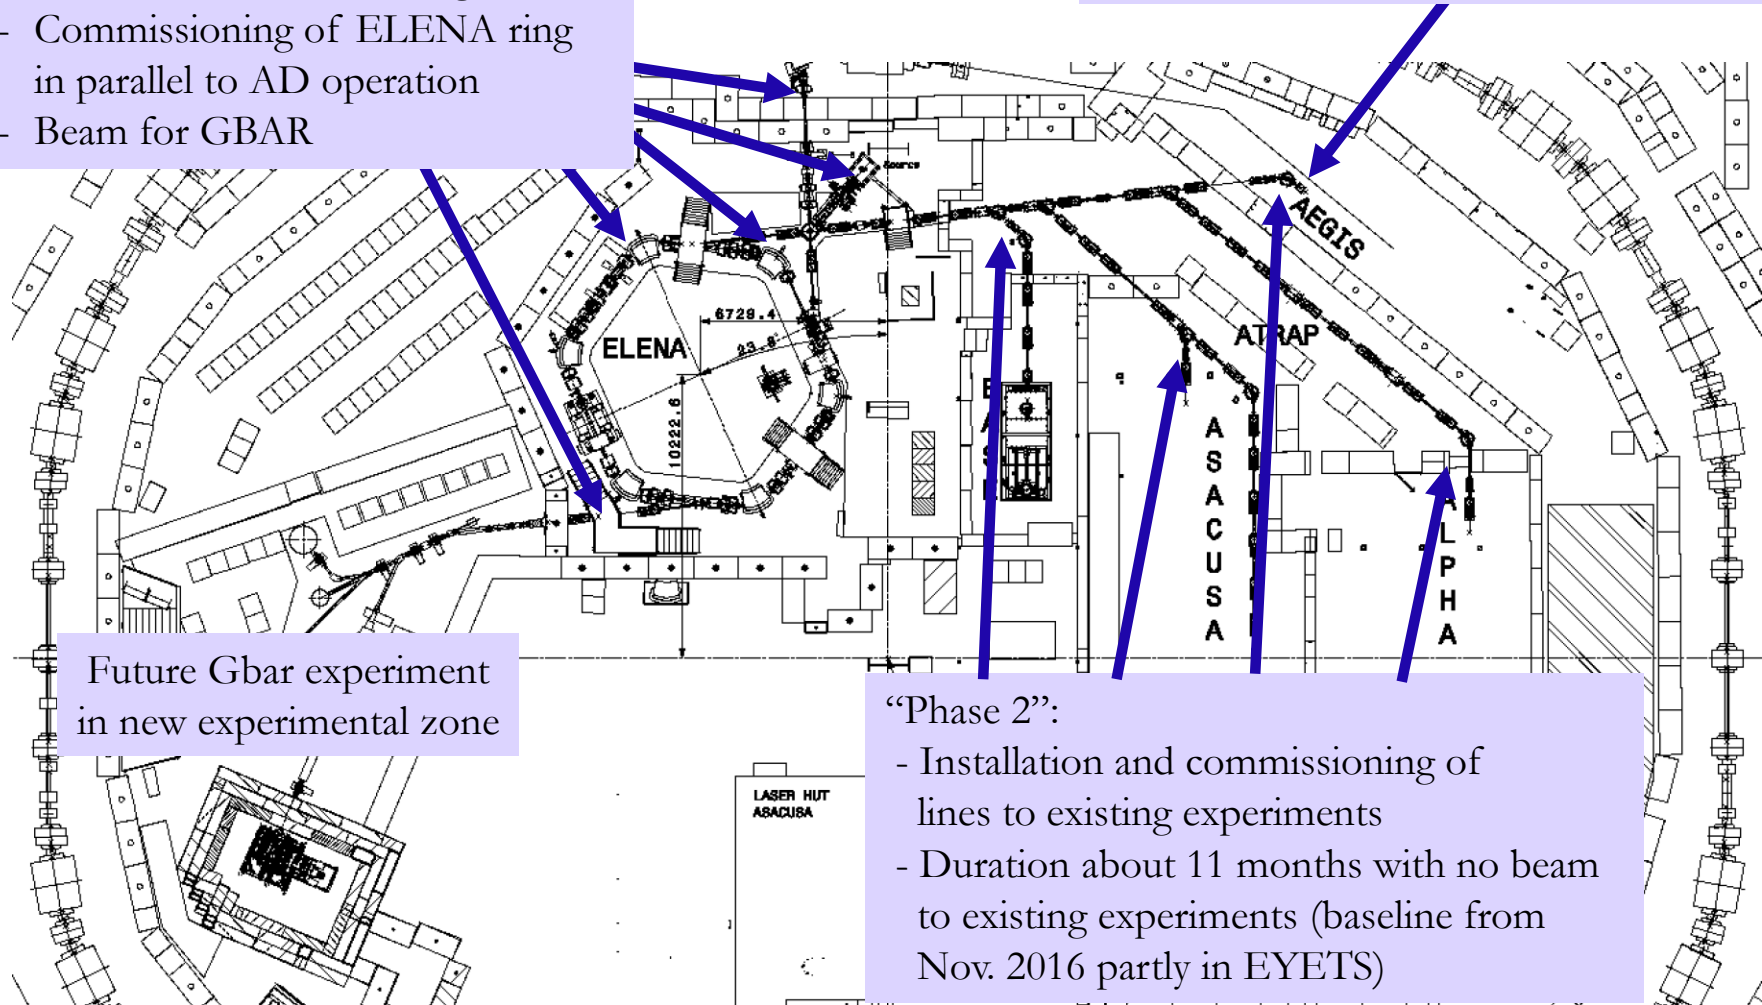 - Commissioning of ELENA ring
in parallel to AD operation
- Beam for GBAR
Source
AEGIS
6729.4
ELENA
23.8°
ATRAP
10222.6
BASE
ASACUSA
ALPHA
Future Gbar experiment
in new experimental zone
“Phase 2”:
- Installation and commissioning of
lines to existing experiments
- Duration about 11 months with no beam
to existing experiments (baseline from
Nov. 2016 partly in EYETS)
LASER HUT
ASACUSA